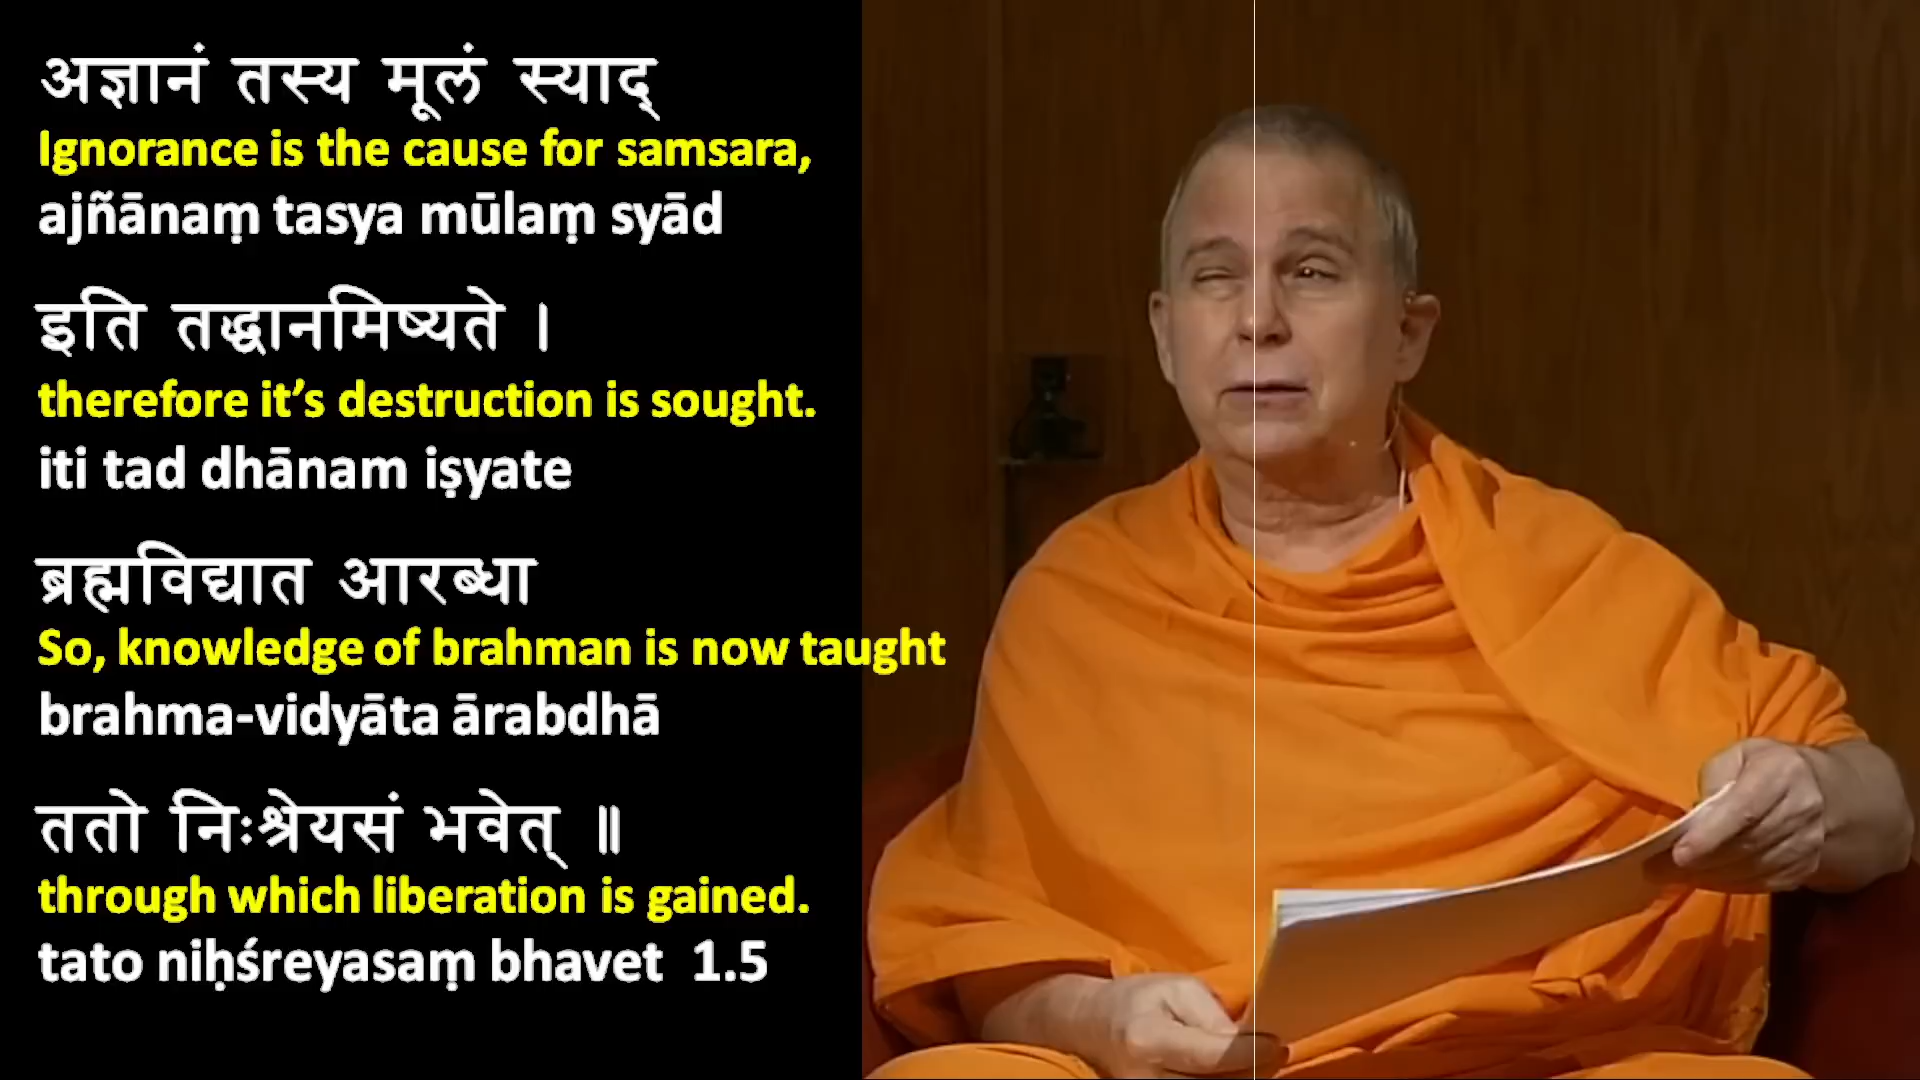 अज्ञानं तस्य मूलं स्याद्
Ignorance is the cause for samsara,
ajñānaṃ tasya mūlaṃ syād
इति तद्धानमिष्यते ।
therefore it’s destruction is sought.
iti tad dhānam iṣyate
ब्रह्मविद्यात आरब्धा
So, knowledge of brahman is now taught
brahma-vidyāta ārabdhā
ततो निःश्रेयसं भवेत् ॥
through which liberation is gained.
tato niḥśreyasaṃ bhavet 1.5